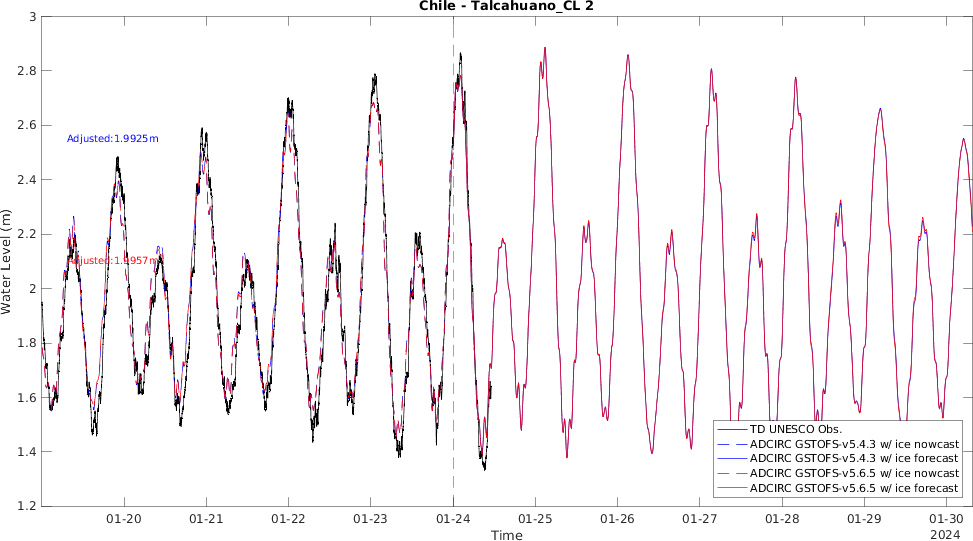 Chile - Talcahuano_CL 2
Water Level (m)
3
2.8
2.6
2.4
2.2
2
1.8
1.6
1.4
1.2
Adjusted:1.9925m
Adjusted:1.9957m
TD UNESCO Obs.
ADCIRC GSTOFS-v5.4.3 w/ ice nowcast
ADCIRC GSTOFS-v5.4.3 w/ ice forecast
ADCIRC GSTOFS-v5.6.5 w/ ice nowcast
ADCIRC GSTOFS-v5.6.5 w/ ice forecast
01-20 01-21 01-22 01-23 01-24 01-25 01-26 01-27 01-28 01-29 01-30
Time
2024